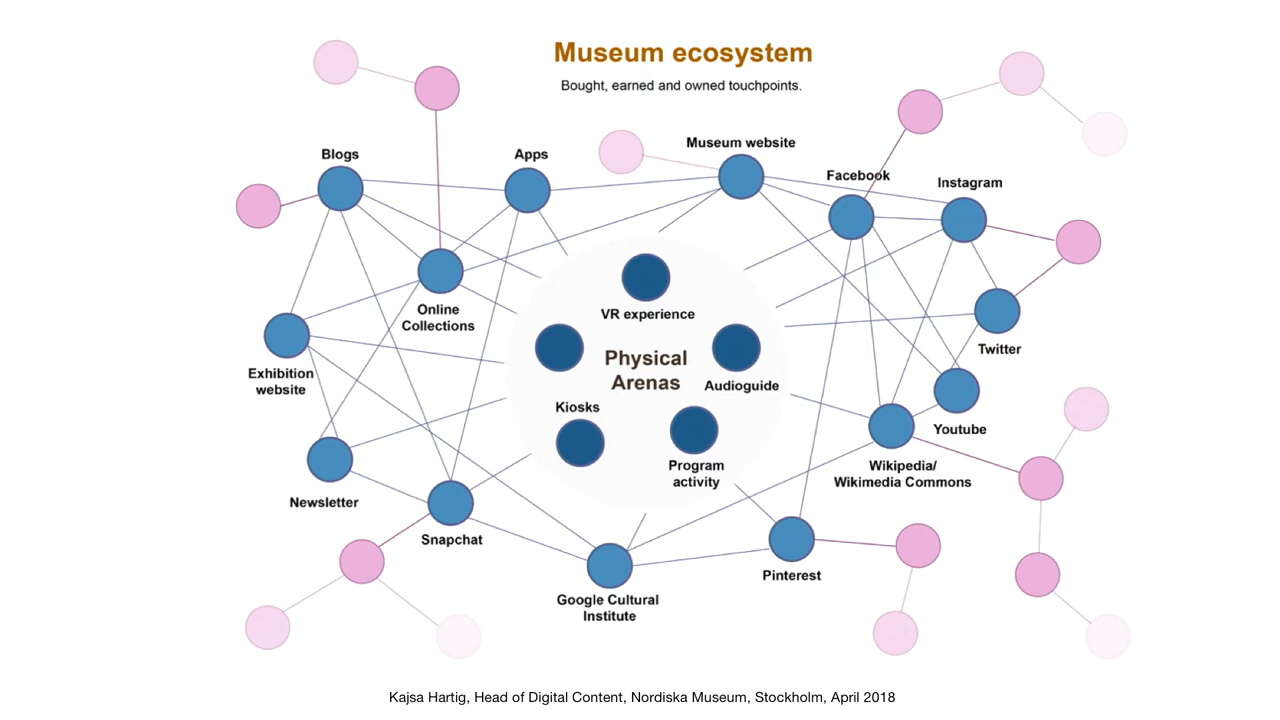 Museum ecosystem
Bought, earned and owned touchpoints.
Blogs
Apps
Museum website
Facebook
Instagram
Online
Collections
VR experience
Twitter
Exhibition
website
Physical
Arenas
Audioguide
Kiosks
Youtube
Program
activity
Wikipedia/
Wikimedia Commons
Newsletter
Snapchat
Pinterest
Google Cultural
Institute
Kajsa Hartig, Head of Digital Content, Nordiska Museum, Stockholm, April 2018